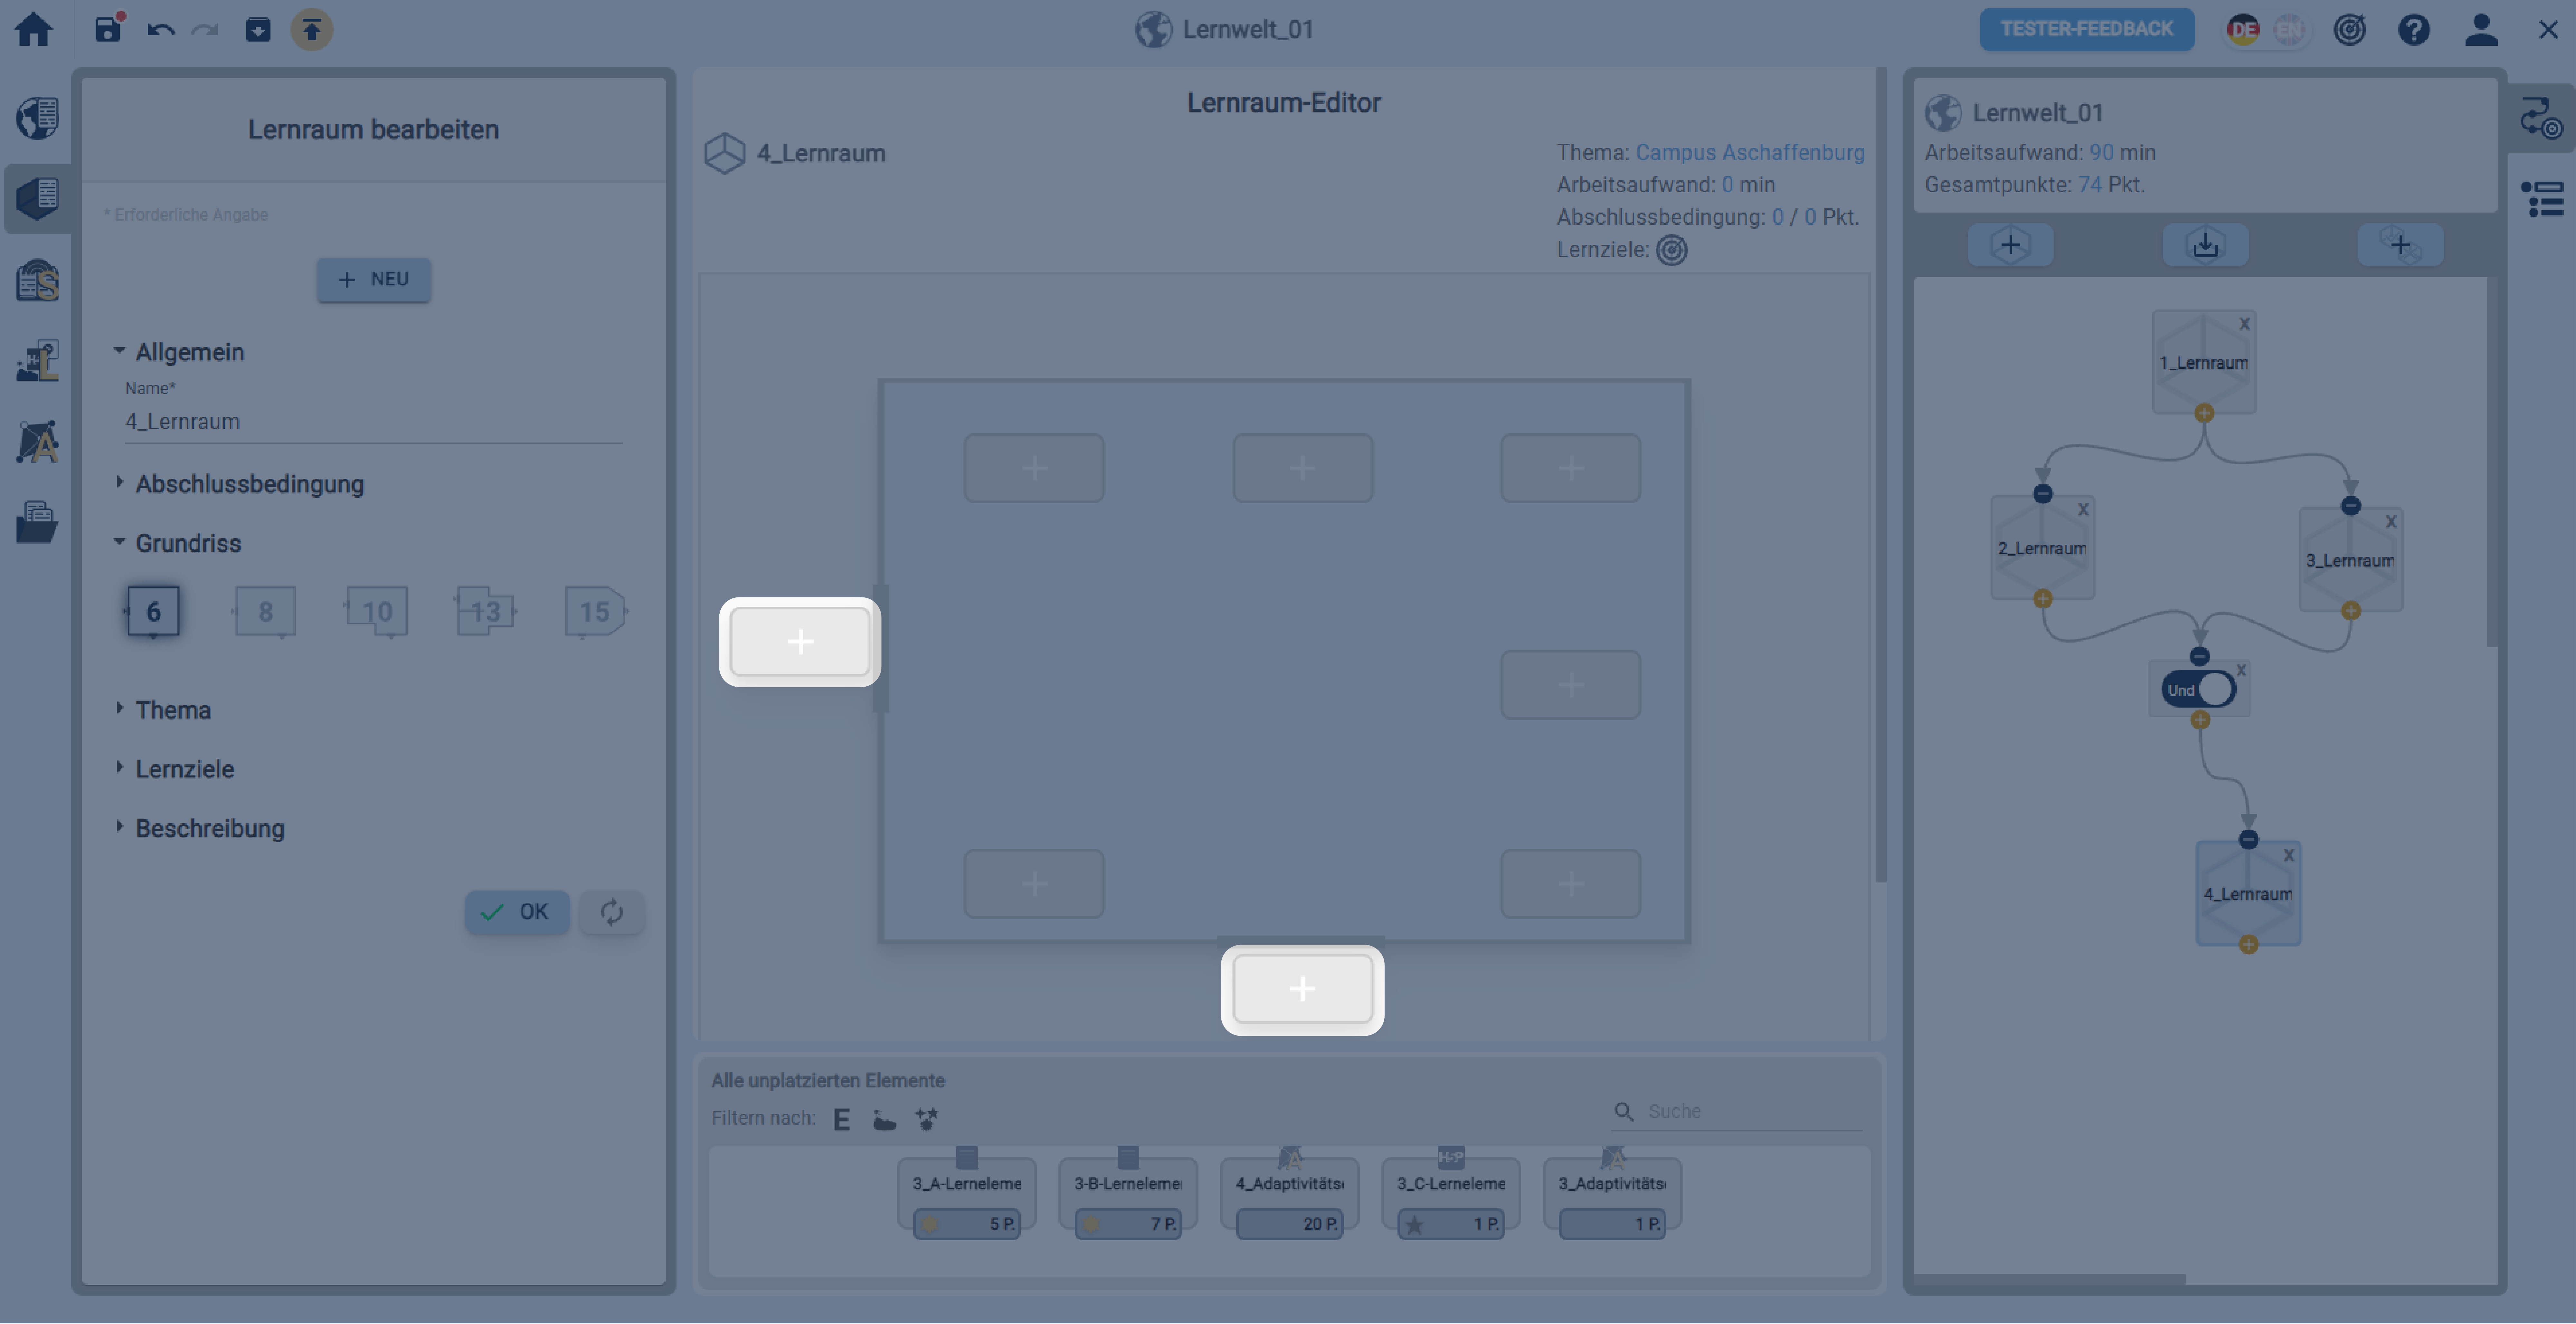 Lernwelt_01
TESTER-FEEDBACK
DE
EN
Lernraum bearbeiten
* Erforderliche Angabe
+ NEU
Allgemein
Name*
4_Lernraum
Abschlussbedingung
Grundriss
6
8
10
13
15
Thema
Lernziele
Beschreibung
OK
Lernraum-Editor
4_Lernraum
Thema: Campus Aschaffenburg
Arbeitsaufwand: 0 min
Abschlussbedingung: 0 / 0 Pkt.
Lernziele:
Alle unplatzierten Elemente
Filtern nach: E
Suche
3_A-Lerneleme
5 P.
3-B-Lerneleme
7 P.
4_Adaptivitäts
20 P.
H-P
3_C-Lerneleme
1 P.
3_Adaptivitäts
1 P.
Lernwelt_01
Arbeitsaufwand: 90 min
Gesamtpunkte: 74 Pkt.
X
1_Lernraum
X
2_Lernraum
X
3_Lernraum
X
Und
X
4_Lernraum